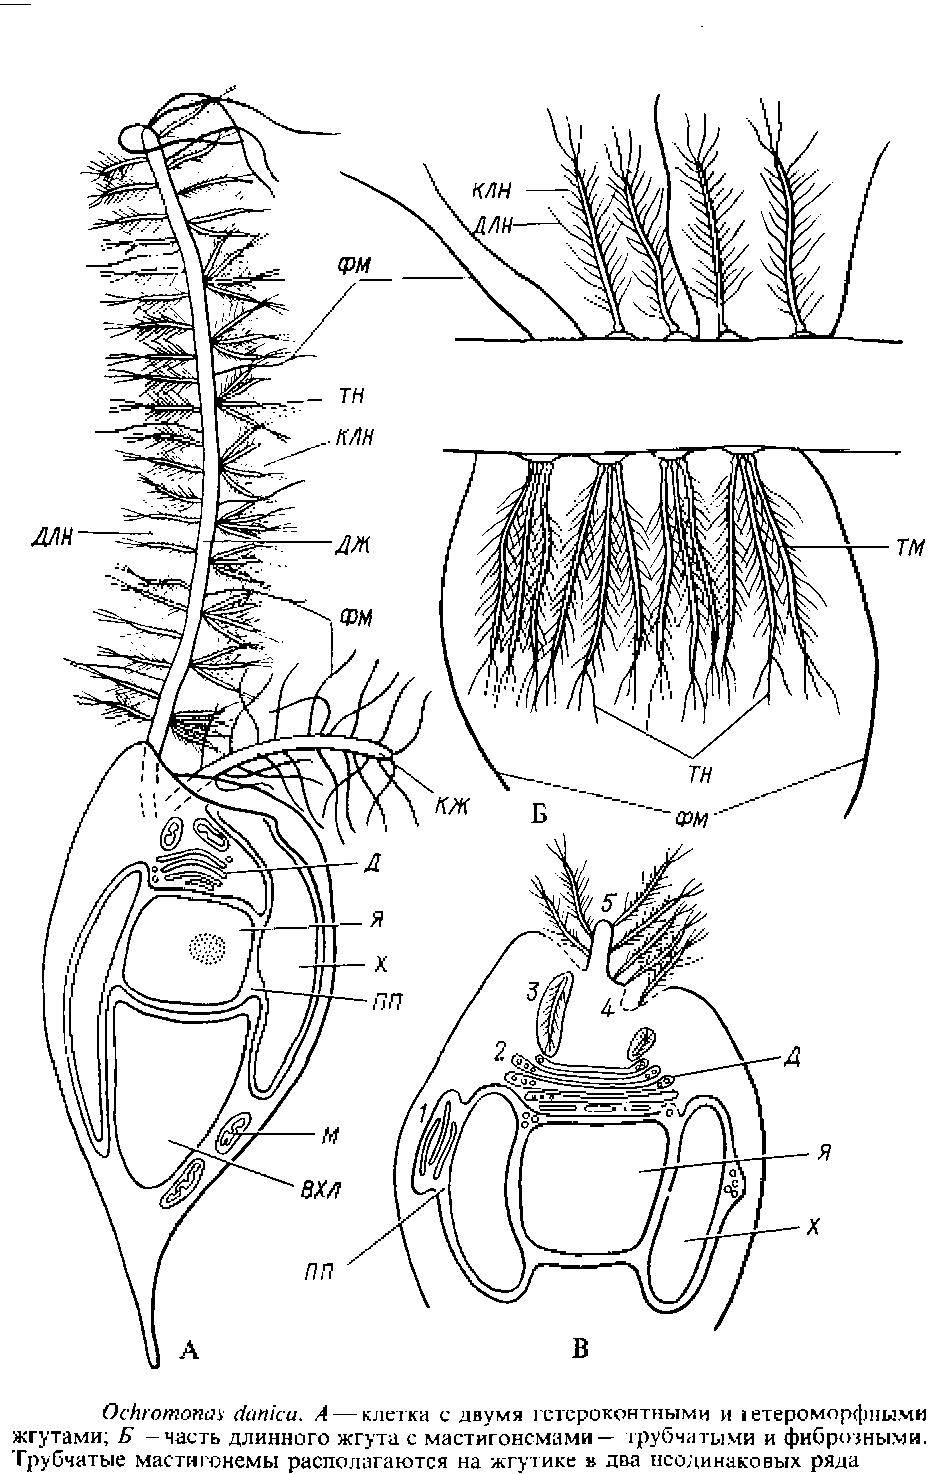 КЛН
ДЛН
ФМ
ТН
КЛН
ДЛН
ДЖ
ТМ
ФМ
ТН
КЖ
Б
ФМ
Д
5
Я
Х
3
ПП
4
2
Д
1
М
Я
ВХЛ
Х
ПП
А
В
Ochromonas danica. А — клетка с двумя гетероконтными и гетероморфными
жгутами; Б – часть длинного жгута с мастигонемами — трубчатыми и фиброзными.
Трубчатые мастигонемы располагаются на жгутике в два неодинаковых ряда